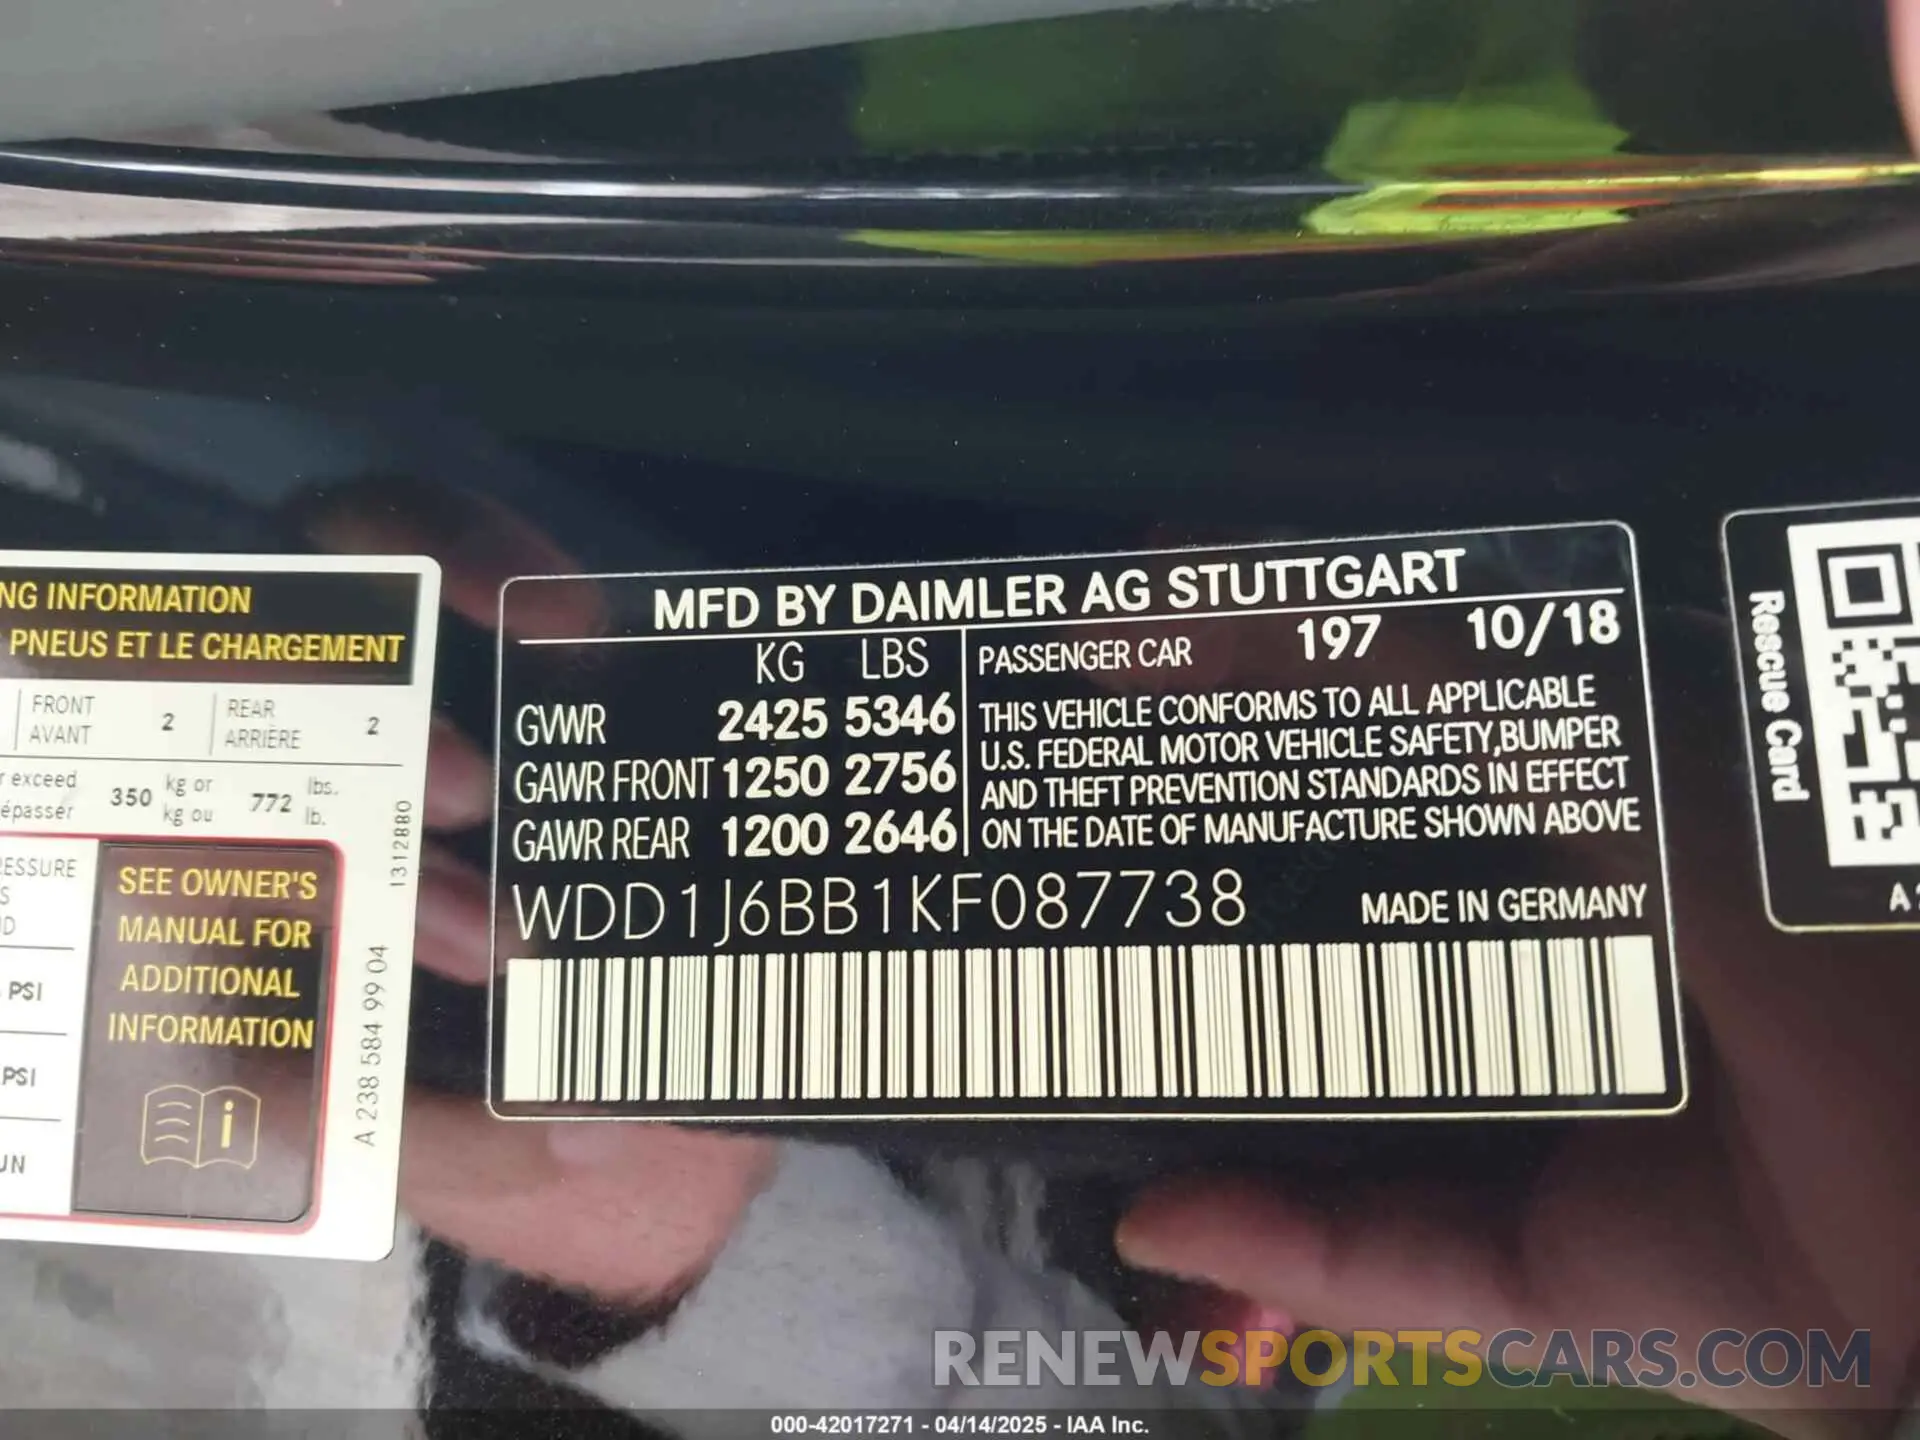 NG INFORMATION
PNEUS ET LE CHARGEMENT
FRONT
AVANT
2
REAR
ARRIÈRE
2
r exceed
épasser
350
kg or
kg ou
772
lbs.
lb.
1312880
ESSURE
S
D
PSI
PSI
UN
SEE OWNER'S
MANUAL FOR
ADDITIONAL
INFORMATION
i
A 238 584 99 04
MFD BY DAIMLER AG STUTTGART
KG LBS
GVWR 2425 5346
GAWR FRONT 1250 2756
GAWR REAR 1200 2646
PASSENGER CAR 197 10/18
THIS VEHICLE CONFORMS TO ALL APPLICABLE
U.S. FEDERAL MOTOR VEHICLE SAFETY,BUMPER
AND THEFT PREVENTION STANDARDS IN EFFECT
ON THE DATE OF MANUFACTURE SHOWN ABOVE
WDD1J6BB1KF087738
MADE IN GERMANY
Rescue Card
A
RENEWSPORTSCARS.COM
000-42017271 - 04/14/2025 - IAA Inc.